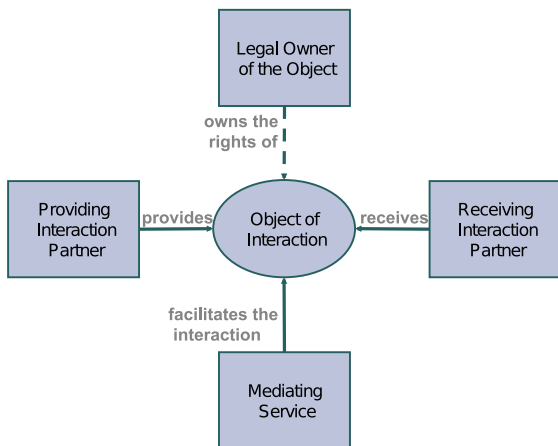 Legal Owner
of the Object
owns the
rights of
Providing
Interaction
Partner
provides
Object of
Interaction
receives
Receiving
Interaction
Partner
facilitates the
interaction
Mediating
Service